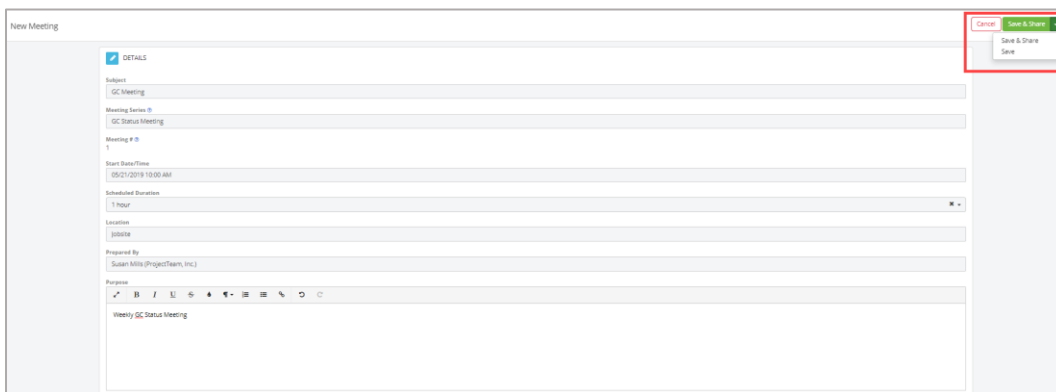 New Meeting
Cancel
Save & Share
Save & Share
Save
DETAILS
Subject
GC Meeting
Meeting Series
GC Status Meeting
Meeting #
1
Start Date/Time
05/21/2019 10:00 AM
Scheduled Duration
1 hour
Location
Jobsite
Prepared By
Susan Mills (ProjectTeam, Inc.)
Purpose
B I U S
Weekly GC Status Meeting